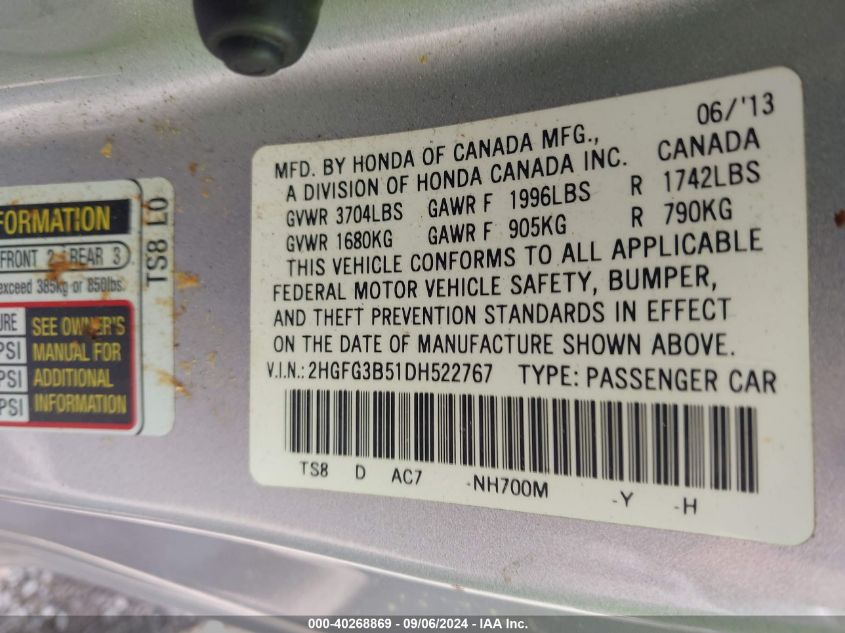 FORMATION
FRONT 2 REAR 3
exceed 385kg or 850lbs.
SEE OWNER'S
PSI MANUAL FOR
PSI ADDITIONAL
PSI INFORMATION
TS8 L0
06/'13
MFD. BY HONDA OF CANADA MFG.,
A DIVISION OF HONDA CANADA INC. CANADA
GVWR 3704LBS GAWR F 1996LBS R 1742LBS
GVWR 1680KG GAWR F 905KG R 790KG
THIS VEHICLE CONFORMS TO ALL APPLICABLE
FEDERAL MOTOR VEHICLE SAFETY, BUMPER,
AND THEFT PREVENTION STANDARDS IN EFFECT
ON THE DATE OF MANUFACTURE SHOWN ABOVE.
V.I.N.: 2HGFG3B51DH522767 TYPE: PASSENGER CAR
TS8 D AC7 -NH700M -Y -H
000-40268869 - 09/06/2024 - IAA Inc.